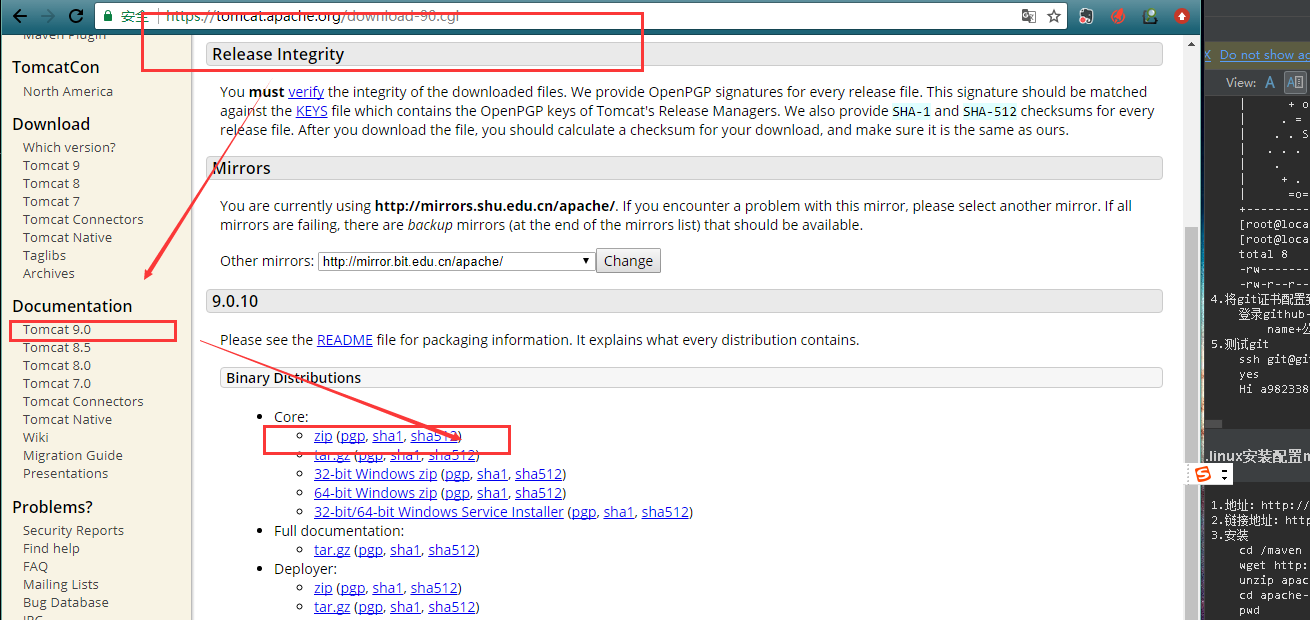 安全 https://tomcat.apache.org/download-90.cgi
Maven Plugin
TomcatCon
North America
Download
Which version?
Tomcat 9
Tomcat 8
Tomcat 7
Tomcat Connectors
Tomcat Native
Taglibs
Archives
Documentation
Tomcat 9.0
Tomcat 8.5
Tomcat 8.0
Tomcat 7.0
Tomcat Connectors
Tomcat Native
Wiki
Migration Guide
Presentations
Problems?
Security Reports
Find help
FAQ
Mailing Lists
Bug Database
IRC
Release Integrity
You must verify the integrity of the downloaded files. We provide OpenPGP signatures for every release file. This signature should be matched
against the KEYS file which contains the OpenPGP keys of Tomcat's Release Managers. We also provide SHA-1 and SHA-512 checksums for every
release file. After you download the file, you should calculate a checksum for your download, and make sure it is the same as ours.
Mirrors
You are currently using http://mirrors.shu.edu.cn/apache/. If you encounter a problem with this mirror, please select another mirror. If all
mirrors are failing, there are backup mirrors (at the end of the mirrors list) that should be available.
Other mirrors: http://mirror.bit.edu.cn/apache/ Change
9.0.10
Please see the README file for packaging information. It explains what every distribution contains.
Binary Distributions
Core:
zip (pgp, sha1, sha512)
tar.gz (pgp, sha1, sha512)
32-bit Windows zip (pgp, sha1, sha512)
64-bit Windows zip (pgp, sha1, sha512)
32-bit/64-bit Windows Service Installer (pgp, sha1, sha512)
Full documentation:
tar.gz (pgp, sha1, sha512)
Deployer:
zip (pgp, sha1, sha512)
tar.gz (pgp, sha1, sha512)
X Do not show
View: A A
| + o
| . =
| . . S
| . . .
| .
| + .
| =o=
+---------
[root@loca
[root@loca
total 8
-rw-------
-rw-r--r--
4.将git证书配置
登录github-
name+公
5.测试git
ssh git@gi
yes
Hi a982338
.linux安装配置m
1.地址: http://
2.链接地址: http
3.安装
cd /maven
wget http:
unzip apac
cd apache-
pwd